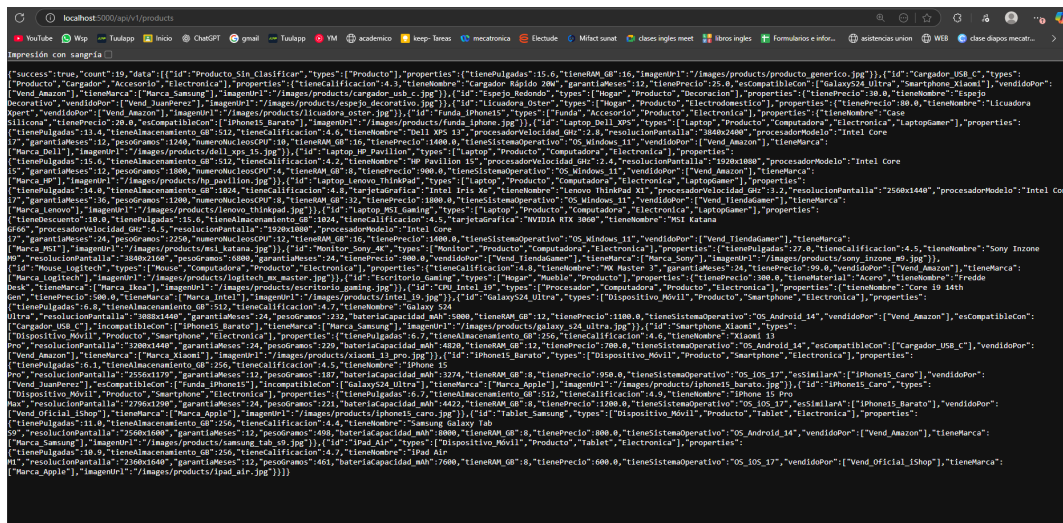 localhost:5000/api/v1/products
YouTube Wsp Tuulapp Inicio ChatGPT gmail Tuulapp YM academico keep- Tareas mecatronica Electude Mifact sunat clases ingles meet libros ingles Formularios e infor... asistencias union WEB clase diapos mecatr...
Impresión con sangría
{"success":true,"count":19,"data":[{"id":"Producto_Sin_Clasificar","types":["Producto"],"properties":{"tienePulgadas":15.6,"tieneRAM_GB":16,"imagenUrl":"/images/products/producto_generico.jpg"}},{"id":"Cargador_USB_C","types":
["Producto","Cargador","Accesorio","Electronica"],"properties":{"tieneCalificacion":4.3,"tieneNombre":"Cargador Rápido 20W","garantiaMeses":12,"tienePrecio":25.0,"esCompatibleCon":["GalaxyS24_Ultra","Smartphone_Xiaomi"],"vendidoPor":
["Vend_Amazon"],"tieneMarca":["Marca_Samsung"],"imagenUrl":"/images/products/cargador_usb_c.jpg"}},{"id":"Espejo_Redondo","types":["Hogar","Producto","Decoracion"],"properties":{"tienePrecio":30.0,"tieneNombre":"Espejo
Decorativo","vendidoPor":["Vend_JuanPerez"],"imagenUrl":"/images/products/espejo_decorativo.jpg"}},{"id":"Licuadora_Oster","types":["Hogar","Producto","Electrodomestico"],"properties":{"tienePrecio":80.0,"tieneNombre":"Licuadora
Xpert","vendidoPor":["Vend_Amazon"],"imagenUrl":"/images/products/licuadora_oster.jpg"}},{"id":"Funda_iPhone15","types":["Funda","Accesorio","Producto","Electronica"],"properties":{"tieneNombre":"Case
Silicona","tienePrecio":20.0,"esCompatibleCon":["iPhone15_Barato"],"imagenUrl":"/images/products/funda_iphone.jpg"}},{"id":"Laptop_Dell_XPS","types":["Laptop","Producto","Computadora","Electronica","LaptopGamer"],"properties":
{"tienePulgadas":13.4,"tieneAlmacenamiento_GB":512,"tieneCalificacion":4.6,"tieneNombre":"Dell XPS 13","procesadorVelocidad_GHz":2.8,"resolucionPantalla":"3840x2400","procesadorModelo":"Intel Core
i7","garantiaMeses":12,"pesoGramos":1240,"numeroNucleosCPU":10,"tieneRAM_GB":16,"tienePrecio":1400.0,"tieneSistemaOperativo":"OS_Windows_11","vendidoPor":["Vend_Amazon"],"tieneMarca":
["Marca_Dell"],"imagenUrl":"/images/products/dell_xps_15.jpg"}},{"id":"Laptop_HP_Pavilion","types":["Laptop","Producto","Computadora","Electronica"],"properties":
{"tienePulgadas":15.6,"tieneAlmacenamiento_GB":512,"tieneCalificacion":4.2,"tieneNombre":"HP Pavilion 15","procesadorVelocidad_GHz":2.4,"resolucionPantalla":"1920x1080","procesadorModelo":"Intel Core
i5","garantiaMeses":12,"pesoGramos":1800,"numeroNucleosCPU":4,"tieneRAM_GB":8,"tienePrecio":900.0,"tieneSistemaOperativo":"OS_Windows_11","vendidoPor":["Vend_Amazon"],"tieneMarca":
["Marca_HP"],"imagenUrl":"/images/products/hp_pavilion.jpg"}},{"id":"Laptop_Lenovo_ThinkPad","types":["Laptop","Producto","Computadora","Electronica","LaptopGamer"],"properties":
{"tienePulgadas":14.0,"tieneAlmacenamiento_GB":1024,"tieneCalificacion":4.8,"tarjetaGrafica":"Intel Iris Xe","tieneNombre":"Lenovo ThinkPad X1","procesadorVelocidad_GHz":3.2,"resolucionPantalla":"2560x1440","procesadorModelo":"Intel Cor
i7","garantiaMeses":36,"pesoGramos":1200,"numeroNucleosCPU":8,"tieneRAM_GB":32,"tienePrecio":1800.0,"tieneSistemaOperativo":"OS_Windows_11","vendidoPor":["Vend_TiendaGamer"],"tieneMarca":
["Marca_Lenovo"],"imagenUrl":"/images/products/lenovo_thinkpad.jpg"}},{"id":"Laptop_MSI_Gaming","types":["Laptop","Producto","Computadora","Electronica","LaptopGamer"],"properties":
{"tieneDescuento":10.0,"tienePulgadas":15.6,"tieneAlmacenamiento_GB":1024,"tieneCalificacion":4.5,"tarjetaGrafica":"NVIDIA RTX 3060","tieneNombre":"MSI Katana
GF66","procesadorVelocidad_GHz":4.5,"resolucionPantalla":"1920x1080","procesadorModelo":"Intel Core
i7","garantiaMeses":24,"pesoGramos":2250,"numeroNucleosCPU":12,"tieneRAM_GB":16,"tienePrecio":1400.0,"tieneSistemaOperativo":"OS_Windows_11","vendidoPor":["Vend_TiendaGamer"],"tieneMarca":
["Marca_MSI"],"imagenUrl":"/images/products/msi_katana.jpg"}},{"id":"Monitor_Sony_4K","types":["Monitor","Producto","Computadora","Electronica"],"properties":{"tienePulgadas":27.0,"tieneCalificacion":4.5,"tieneNombre":"Sony Inzone
M9","resolucionPantalla":"3840x2160","pesoGramos":6800,"garantiaMeses":24,"tienePrecio":900.0,"vendidoPor":["Vend_TiendaGamer"],"tieneMarca":["Marca_Sony"],"imagenUrl":"/images/products/sony_inzone_m9.jpg"}},
{"id":"Mouse_Logitech","types":["Mouse","Computadora","Producto","Electronica"],"properties":{"tieneCalificacion":4.8,"tieneNombre":"MX Master 3","garantiaMeses":24,"tienePrecio":99.0,"vendidoPor":["Vend_Amazon"],"tieneMarca":
["Marca_Logitech"],"imagenUrl":"/images/products/logitech_mx_master.jpg"}},{"id":"Escritorio_Gaming","types":["Hogar","Mueble","Producto"],"properties":{"tienePrecio":300.0,"tieneMaterial":"Acero","tieneNombre":"Fredde
Desk","tieneMarca":["Marca_Ikea"],"imagenUrl":"/images/products/escritorio_gaming.jpg"}},{"id":"CPU_Intel_i9","types":["Procesador","Computadora","Producto","Electronica"],"properties":{"tieneNombre":"Core i9 14th
Gen","tienePrecio":500.0,"tieneMarca":["Marca_Intel"],"imagenUrl":"/images/products/intel_i9.jpg"}},{"id":"GalaxyS24_Ultra","types":["Dispositivo_Móvil","Producto","Smartphone","Electronica"],"properties":
{"tienePulgadas":6.8,"tieneAlmacenamiento_GB":512,"tieneCalificacion":4.7,"tieneNombre":"Galaxy S24
Ultra","resolucionPantalla":"3088x1440","garantiaMeses":24,"pesoGramos":232,"bateriaCapacidad_mAh":5000,"tieneRAM_GB":12,"tienePrecio":1100.0,"tieneSistemaOperativo":"OS_Android_14","vendidoPor":["Vend_Amazon"],"esCompatibleCon":
["Cargador_USB_C"],"incompatibleCon":["iPhone15_Barato"],"tieneMarca":["Marca_Samsung"],"imagenUrl":"/images/products/galaxy_s24_ultra.jpg"}},{"id":"Smartphone_Xiaomi","types":
["Dispositivo_Móvil","Producto","Smartphone","Electronica"],"properties":{"tienePulgadas":6.7,"tieneAlmacenamiento_GB":256,"tieneCalificacion":4.6,"tieneNombre":"Xiaomi 13
Pro","resolucionPantalla":"3200x1440","garantiaMeses":24,"pesoGramos":229,"bateriaCapacidad_mAh":4820,"tieneRAM_GB":12,"tienePrecio":700.0,"tieneSistemaOperativo":"OS_Android_14","esCompatibleCon":["Cargador_USB_C"],"vendidoPor":
["Vend_Amazon"],"tieneMarca":["Marca_Xiaomi"],"imagenUrl":"/images/products/xiaomi_13_pro.jpg"}},{"id":"iPhone15_Barato","types":["Dispositivo_Móvil","Producto","Smartphone","Electronica"],"properties":
{"tienePulgadas":6.1,"tieneAlmacenamiento_GB":256,"tieneCalificacion":4.5,"tieneNombre":"iPhone 15
Pro","resolucionPantalla":"2556x1179","garantiaMeses":12,"pesoGramos":187,"bateriaCapacidad_mAh":3274,"tieneRAM_GB":8,"tienePrecio":950.0,"tieneSistemaOperativo":"OS_iOS_17","esSimilarA":["iPhone15_Caro"],"vendidoPor":
["Vend_JuanPerez"],"esCompatibleCon":["Funda_iPhone15"],"incompatibleCon":["GalaxyS24_Ultra"],"tieneMarca":["Marca_Apple"],"imagenUrl":"/images/products/iphone15_barato.jpg"}},{"id":"iPhone15_Caro","types":
["Dispositivo_Móvil","Producto","Smartphone","Electronica"],"properties":{"tienePulgadas":6.7,"tieneAlmacenamiento_GB":512,"tieneCalificacion":4.9,"tieneNombre":"iPhone 15 Pro
Max","resolucionPantalla":"2796x1290","garantiaMeses":24,"pesoGramos":221,"bateriaCapacidad_mAh":4422,"tieneRAM_GB":8,"tienePrecio":1200.0,"tieneSistemaOperativo":"OS_iOS_17","esSimilarA":["iPhone15_Barato"],"vendidoPor":
["Vend_Oficial_iShop"],"tieneMarca":["Marca_Apple"],"imagenUrl":"/images/products/iphone15_caro.jpg"}},{"id":"Tablet_Samsung","types":["Dispositivo_Móvil","Producto","Tablet","Electronica"],"properties":
{"tienePulgadas":11.0,"tieneAlmacenamiento_GB":256,"tieneCalificacion":4.4,"tieneNombre":"Samsung Galaxy Tab
S9","resolucionPantalla":"2560x1600","garantiaMeses":12,"pesoGramos":498,"bateriaCapacidad_mAh":8000,"tieneRAM_GB":8,"tienePrecio":800.0,"tieneSistemaOperativo":"OS_Android_14","vendidoPor":["Vend_Amazon"],"tieneMarca":
["Marca_Samsung"],"imagenUrl":"/images/products/samsung_tab_s9.jpg"}},{"id":"iPad_Air","types":["Dispositivo_Móvil","Producto","Tablet","Electronica"],"properties":
{"tienePulgadas":10.9,"tieneAlmacenamiento_GB":256,"tieneCalificacion":4.7,"tieneNombre":"iPad Air
M1","resolucionPantalla":"2360x1640","garantiaMeses":12,"pesoGramos":461,"bateriaCapacidad_mAh":7600,"tieneRAM_GB":8,"tienePrecio":600.0,"tieneSistemaOperativo":"OS_iOS_17","vendidoPor":["Vend_Oficial_iShop"],"tieneMarca":
["Marca_Apple"],"imagenUrl":"/images/products/ipad_air.jpg"}}]}